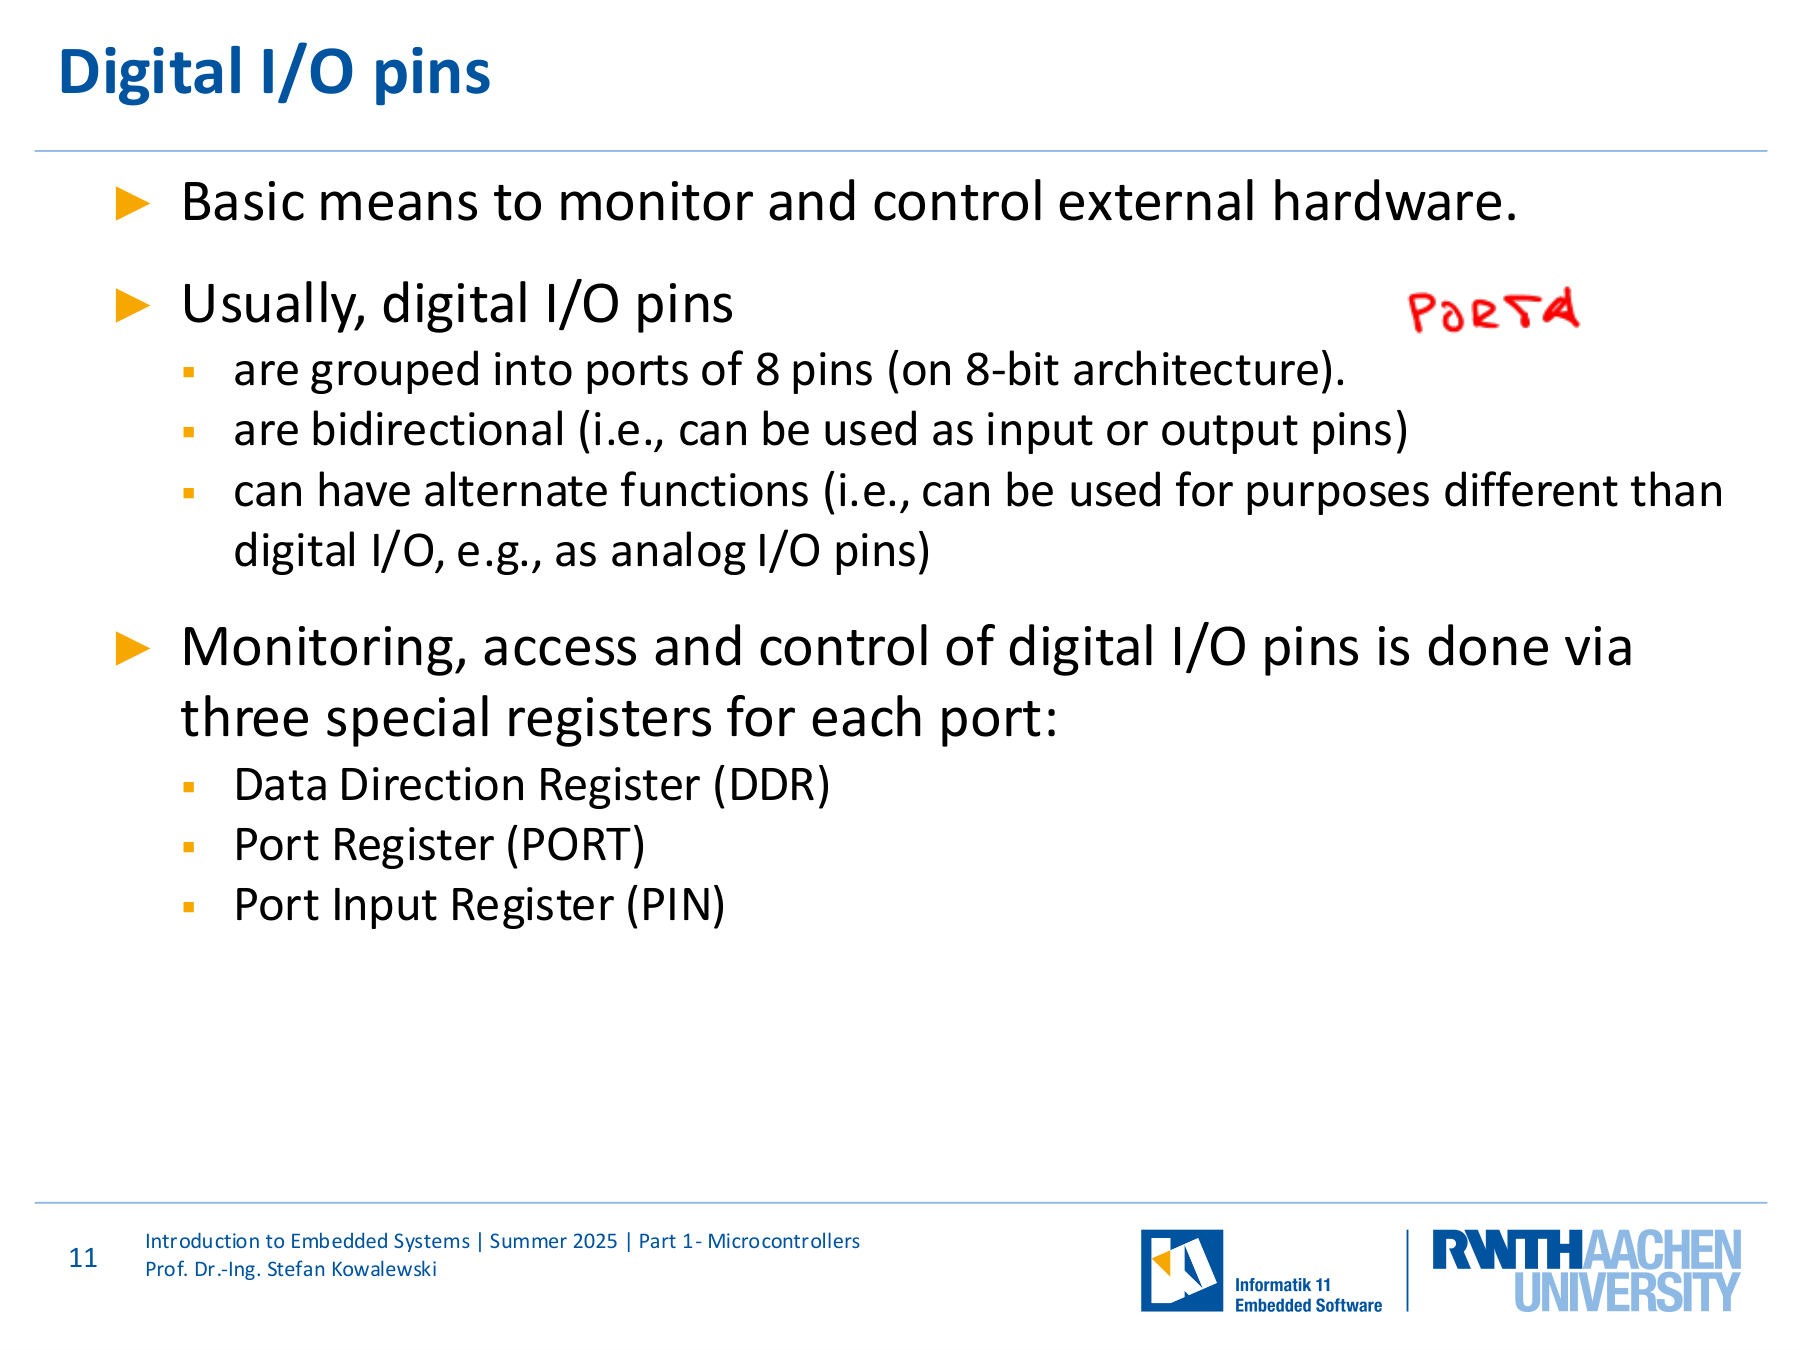 Digital I/O pins
Basic means to monitor and control external hardware.
Usually, digital I/O pins
PORTA
are grouped into ports of 8 pins (on 8-bit architecture).
are bidirectional (i.e., can be used as input or output pins)
can have alternate functions (i.e., can be used for purposes different than
digital I/O, e.g., as analog I/O pins)
Monitoring, access and control of digital I/O pins is done via
three special registers for each port:
Data Direction Register (DDR)
Port Register (PORT)
Port Input Register (PIN)
11
Introduction to Embedded Systems | Summer 2025 | Part 1- Microcontrollers
Prof. Dr.-Ing. Stefan Kowalewski
Informatik 11
Embedded Software
RWTHAACHEN
UNIVERSITY